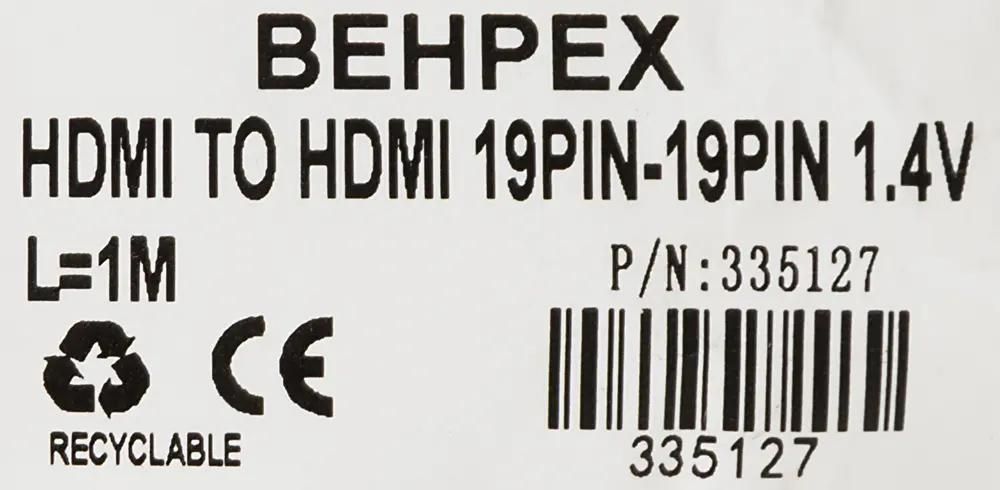 BEHPEX
HDMI TO HDMI 19PIN-19PIN 1.4V
L=1M
P/N:335127
CE
RECYCLABLE
335127